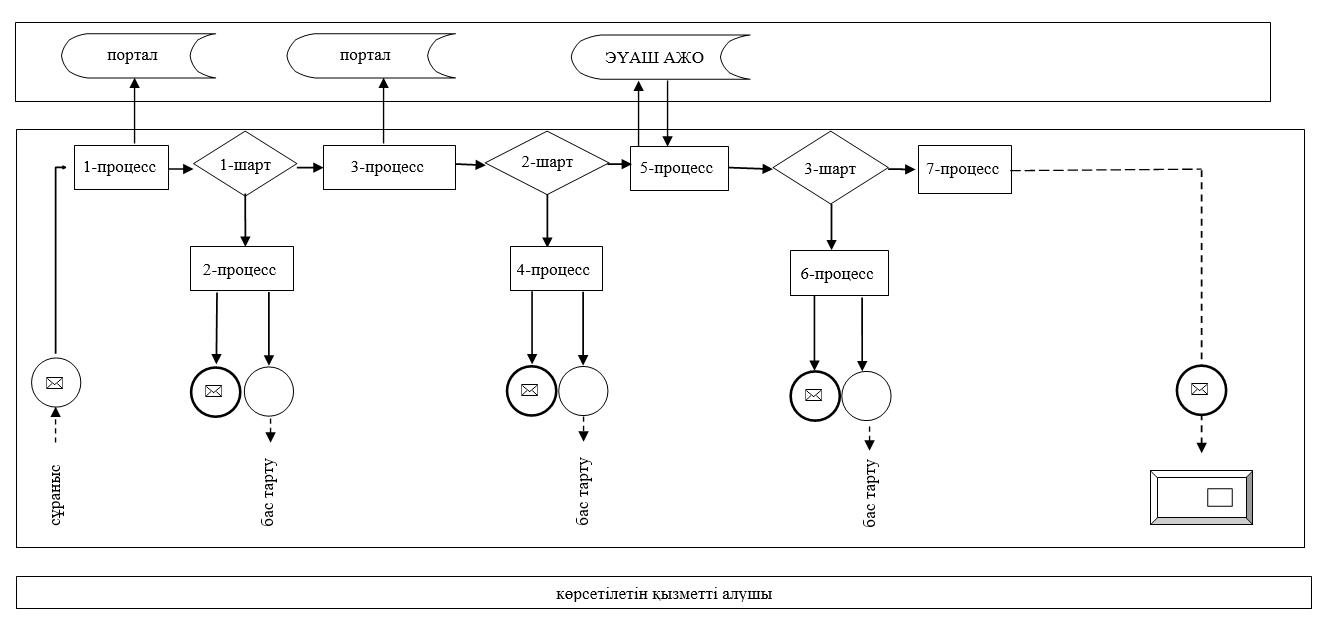 портал
портал
ЭҮАШ АЖО
1-процесс
1-шарт
3-процесс
2-шарт
5-процесс
3-шарт
7-процесс
2-процесс
4-процесс
6-процесс
сұраныс
бас тарту
бас тарту
бас тарту
көрсетілетін қызметті алушы